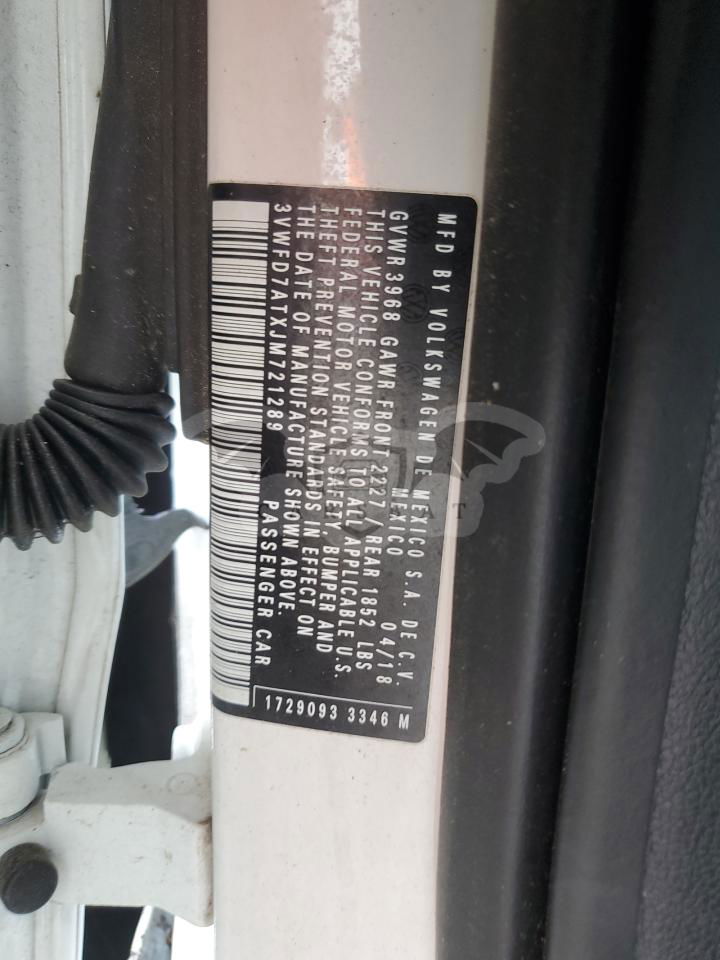 MFD BY VOLKSWAGEN DE MEXICO S.A. DE C.V.
MEXICO 04/18
GVWR 3968 GAWR FRONT 2227 REAR 1852 LBS
THIS VEHICLE CONFORMS TO ALL APPLICABLE U.S.
FEDERAL MOTOR VEHICLE SAFETY, BUMPER AND
THEFT PREVENTION STANDARDS IN EFFECT ON
THE DATE OF MANUFACTURE SHOWN ABOVE.
3VWFD7ATXJM721289 PASSENGER CAR
1729093 3346 M